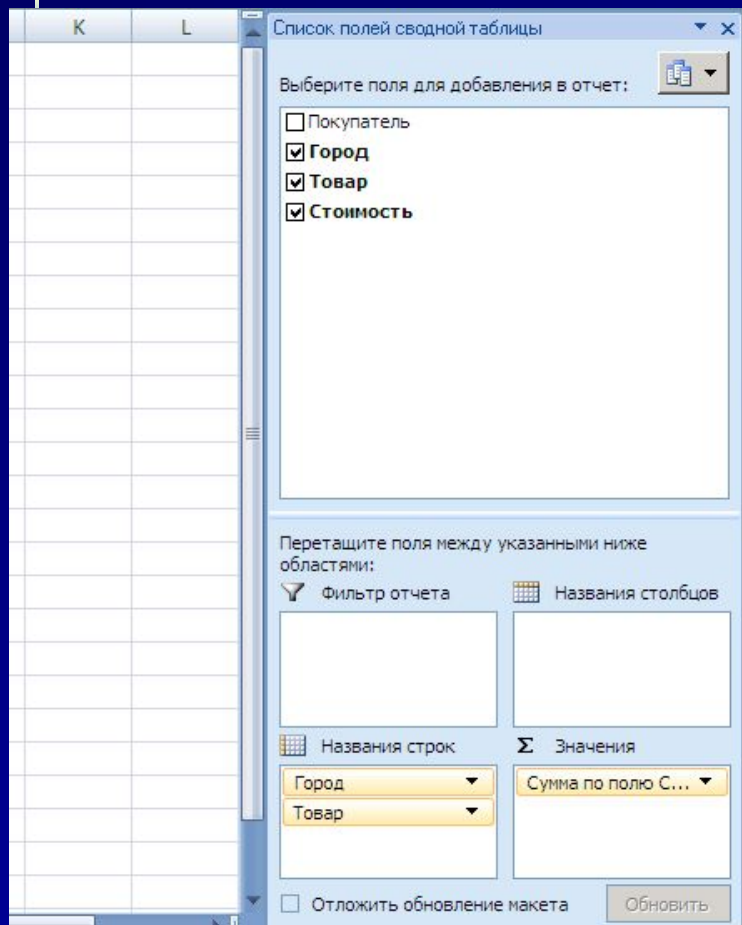 K L
Список полей сводной таблицы
Выберите поля для добавления в отчет:
Покупатель
Город
Товар
Стоимость
Перетащите поля между указанными ниже
областями:
Фильтр отчета
Названия столбцов
Названия строк
Σ Значения
Город
Товар
Сумма по полю С...
Отложить обновление макета
Обновить